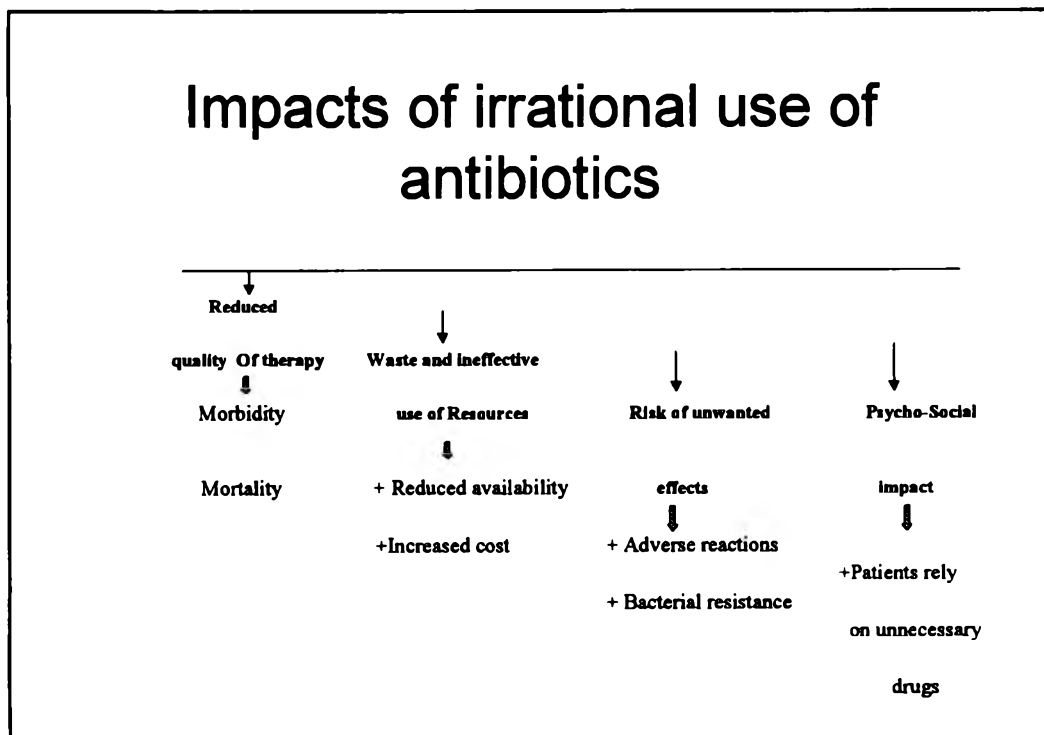 Impacts of irrational use of
antibiotics
Reduced
quality Of therapy
Morbidity
Mortality
Waste and ineffective
use of Resources
+ Reduced availability
+Increased cost
Risk of unwanted
effects
+ Adverse reactions
+ Bacterial resistance
Psycho-Social
impact
+Patients rely
on unnecessary
drugs